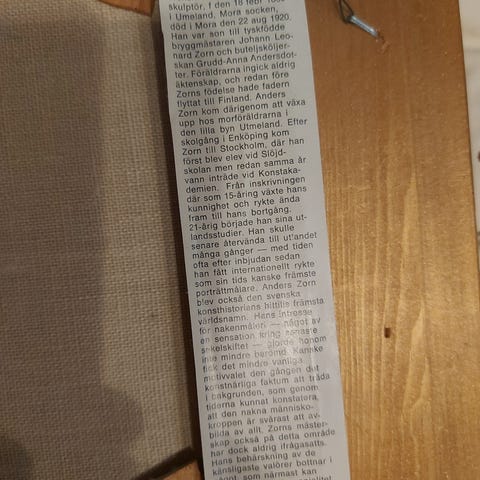 skulptör, f den 18 febr
i Umeland, Mora socken,
död i Mora den 22 aug 1920.
Han var son till tyskfödde
bryggmästaren Johann Leo-
nard Zorn och buteljsköljer-
skan Grudd-Anna Andersdot-
ter. Föräldrarna ingick aldrig
äktenskap, och redan före
Zorns födelse hade fadern
flyttat till Finland. Anders
Zorn kom därigenom att växa
upp hos morföräldrarna i
den lilla byn Utmeland. Efter
skolgång i Enköping kom
Zorn till Stockholm, där han
först blev elev vid Slöjd-
skolan men redan samma år
vann inträde vid Konstaka-
demien. Från inskrivningen
där som 15-åring växte hans
kunnighet och rykte ända
fram till hans bortgång.
21-årig började han sina ut-
landsstudier. Han skulle
senare återvända till utlandet
många gånger — med tiden
ofta efter inbjudan sedan
han fått internationellt rykte
som sin tids kanske främste
porträttmålare. Anders Zorn
blev också den svenska
konsthistoriens hittills främsta
världsnamn. Hans intresse
för nakenmåleri — något av
en sensation kring senaste
sekelskiftet — gjorde honom
inte mindre berömd. Kanske
fick det mindre vanliga
motivvalet den gången det
konstnärliga faktum att träda
i bakgrunden, som genom
tiderna kunnat konstatera,
att den nakna människo-
kroppen är svårast att av-
bilda av allt. Zorns mäster-
skap också på detta område
har dock aldrig ifrågasatts.
Hans behärskning av de
känsligaste valörer bottnar i
något, som närmast kan